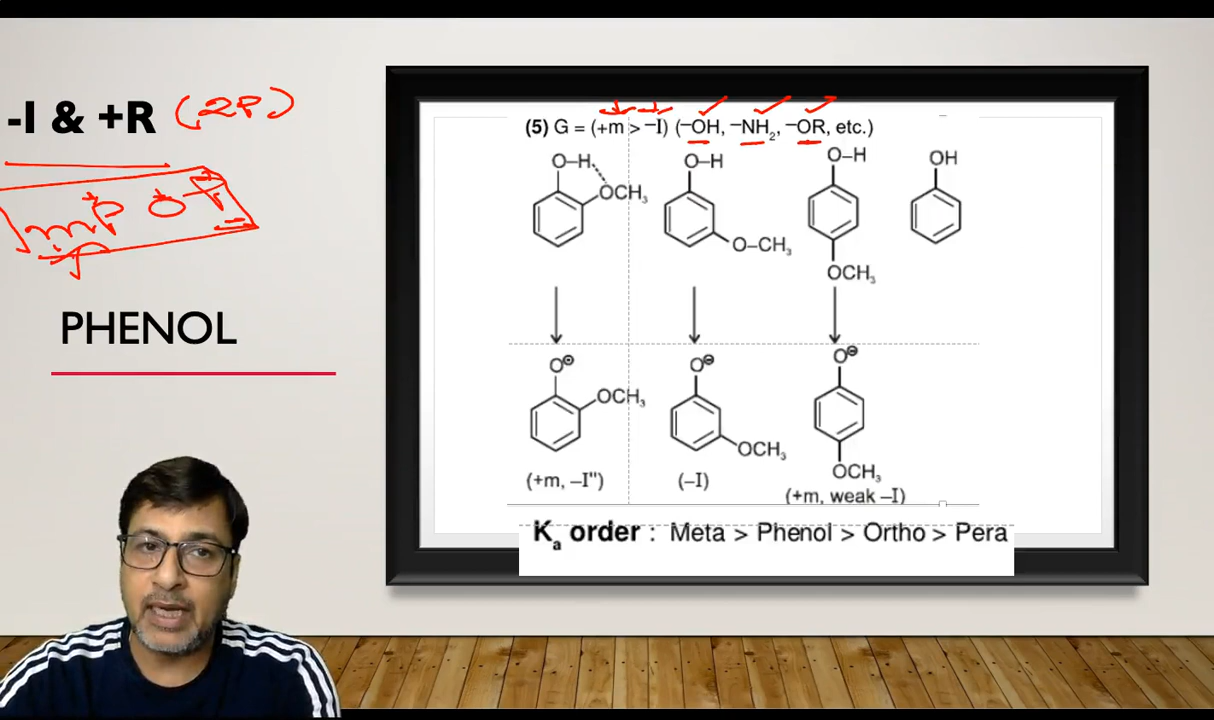 -I & +R (2P)
PHENOL
(5) G = (+m > –I) (–OH, –NH₂, –OR, etc.)
O–H O–H O–H OH
OCH₃ O–CH₃ OCH₃
O⊖ O⊖ O⊖
OCH₃ OCH₃ OCH₃
(+m, –I") (–I) (+m, weak –I)
Kₐ order : Meta > Phenol > Ortho > Pera